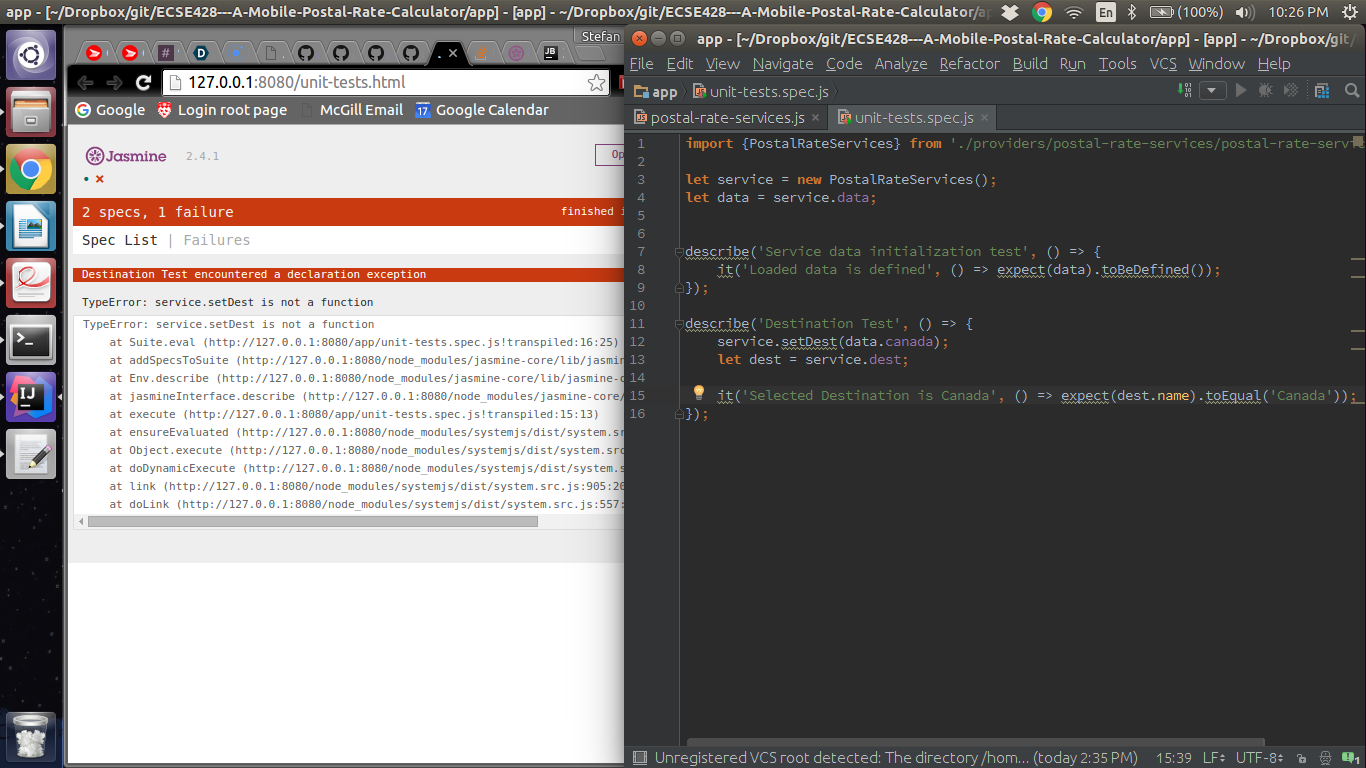 app - [~/Dropbox/git/ECSE428---A-Mobile-Postal-Rate-Calculator/app] - [app] - ~/Dropbox/git/ECSE428---A-Mobile-Postal-Rate-Calculator/ap
En
(100%)
10:26 PM
Stefan
127.0.0.1:8080/unit-tests.html
Google
Login root page
McGill Email
17
Google Calendar
Jasmine
2.4.1
Op
• ×
2 specs, 1 failure
finished i
Spec List | Failures
Destination Test encountered a declaration exception
TypeError: service.setDest is not a function
TypeError: service.setDest is not a function
at Suite.eval (http://127.0.0.1:8080/app/unit-tests.spec.js!transpiled:16:25)
at addSpecsToSuite (http://127.0.0.1:8080/node_modules/jasmine-core/lib/jasmin
at Env.describe (http://127.0.0.1:8080/node_modules/jasmine-core/lib/jasmine-c
at jasmineInterface.describe (http://127.0.0.1:8080/node_modules/jasmine-core/
at execute (http://127.0.0.1:8080/app/unit-tests.spec.js!transpiled:15:13)
at ensureEvaluated (http://127.0.0.1:8080/node_modules/systemjs/dist/system.sr
at Object.execute (http://127.0.0.1:8080/node_modules/systemjs/dist/system.src
at doDynamicExecute (http://127.0.0.1:8080/node_modules/systemjs/dist/system.s
at link (http://127.0.0.1:8080/node_modules/systemjs/dist/system.src.js:905:20
at doLink (http://127.0.0.1:8080/node_modules/systemjs/dist/system.src.js:557:
app - [~/Dropbox/git/ECSE428---A-Mobile-Postal-Rate-Calculator/app] - [app] - ~/Dropbox/git/
File Edit View Navigate Code Analyze Refactor Build Run Tools VCS Window Help
app
unit-tests.spec.js
postal-rate-services.js ×
unit-tests.spec.js ×
1 import {PostalRateServices} from './providers/postal-rate-services/postal-rate-servi
2
3 let service = new PostalRateServices();
4 let data = service.data;
5
6
7 describe('Service data initialization test', () => {
8 it('Loaded data is defined', () => expect(data).toBeDefined());
9 });
10
11 describe('Destination Test', () => {
12 service.setDest(data.canada);
13 let dest = service.dest;
14
15 it('Selected Destination is Canada', () => expect(dest.name).toEqual('Canada'));
16 });
Unregistered VCS root detected: The directory /hom... (today 2:35 PM)
15:39
LF
UTF-8
1